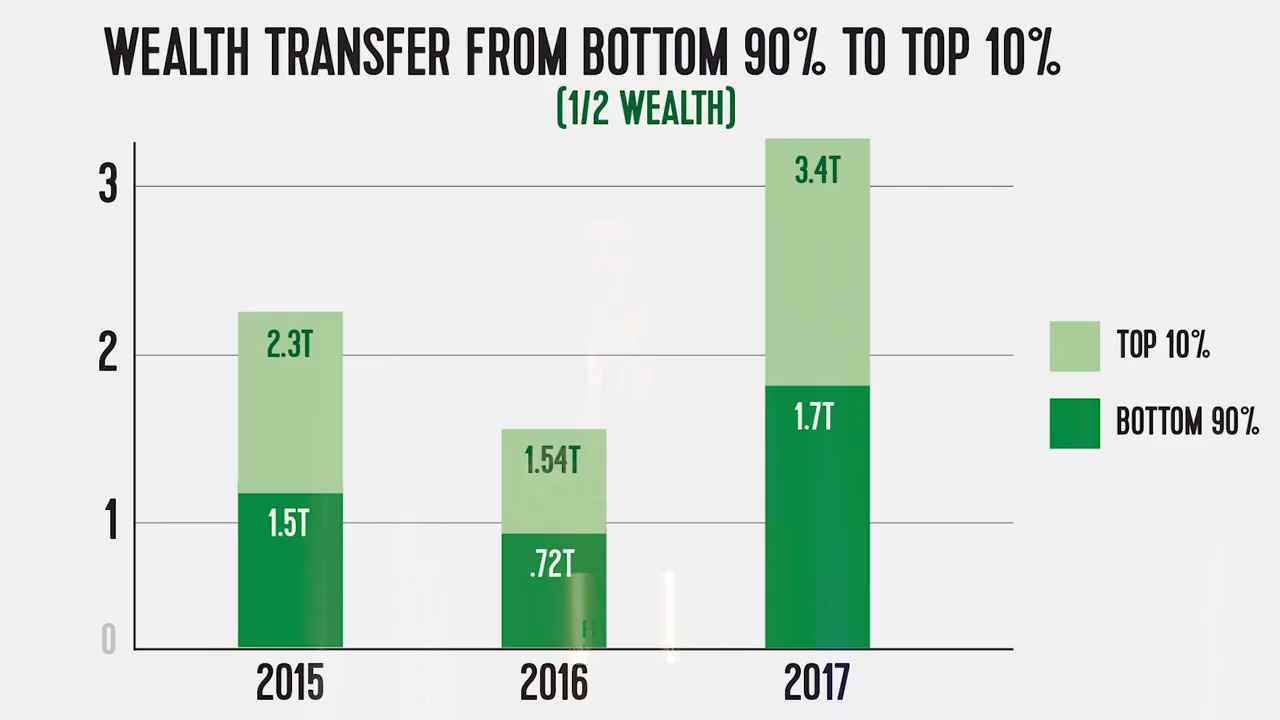 WEALTH TRANSFER FROM BOTTOM 90% TO TOP 10%
(1/2 WEALTH)
3
3.4T
2
2.3T
TOP 10%
1.7T
BOTTOM 90%
1.54T
1
1.5T
.72T
0
2015
2016
2017